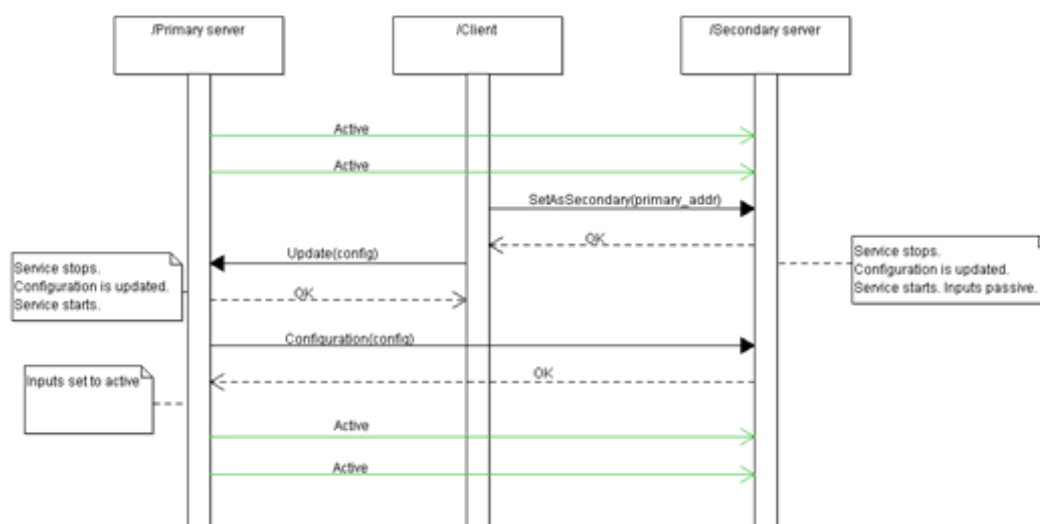 /Primary server
/Client
/Secondary server
Active
Active
SetAsSecondary(primary_addr)
OK
Update(config)
Service stops.
Configuration is updated.
Service starts.
Service stops.
Configuration is updated.
Service starts. Inputs passive.
OK
Configuration(config)
OK
Inputs set to active
Active
Active